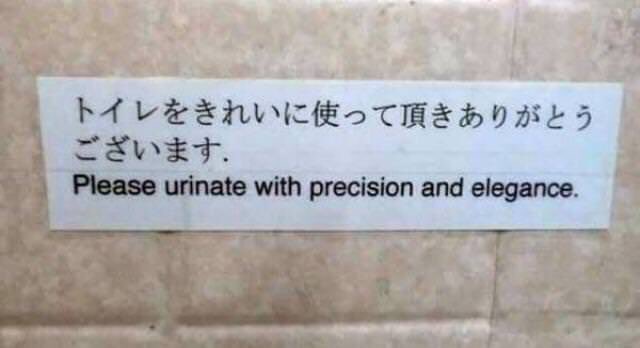 トイレをきれいに使って頂きありがとう
ございます.
Please urinate with precision and elegance.